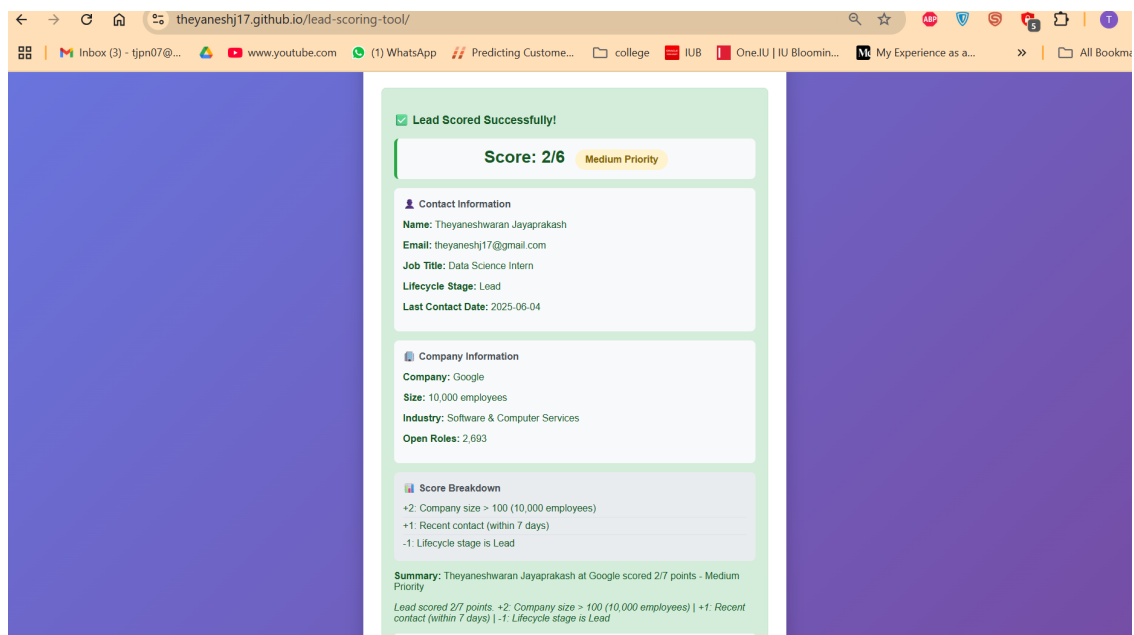 theyaneshj17.github.io/lead-scoring-tool/
ABP
5
T
Inbox (3) - tjpn07@...
www.youtube.com
(1) WhatsApp
Predicting Custome...
college
IUB
One.IU | IU Bloomin...
My Experience as a...
»
All Bookma
Lead Scored Successfully!
Score: 2/6
Medium Priority
Contact Information
Name: Theyaneshwaran Jayaprakash
Email: theyaneshj17@gmail.com
Job Title: Data Science Intern
Lifecycle Stage: Lead
Last Contact Date: 2025-06-04
Company Information
Company: Google
Size: 10,000 employees
Industry: Software & Computer Services
Open Roles: 2,693
Score Breakdown
+2: Company size > 100 (10,000 employees)
+1: Recent contact (within 7 days)
-1: Lifecycle stage is Lead
Summary: Theyaneshwaran Jayaprakash at Google scored 2/7 points - Medium
Priority
Lead scored 2/7 points. +2: Company size > 100 (10,000 employees) | +1: Recent
contact (within 7 days) | -1: Lifecycle stage is Lead